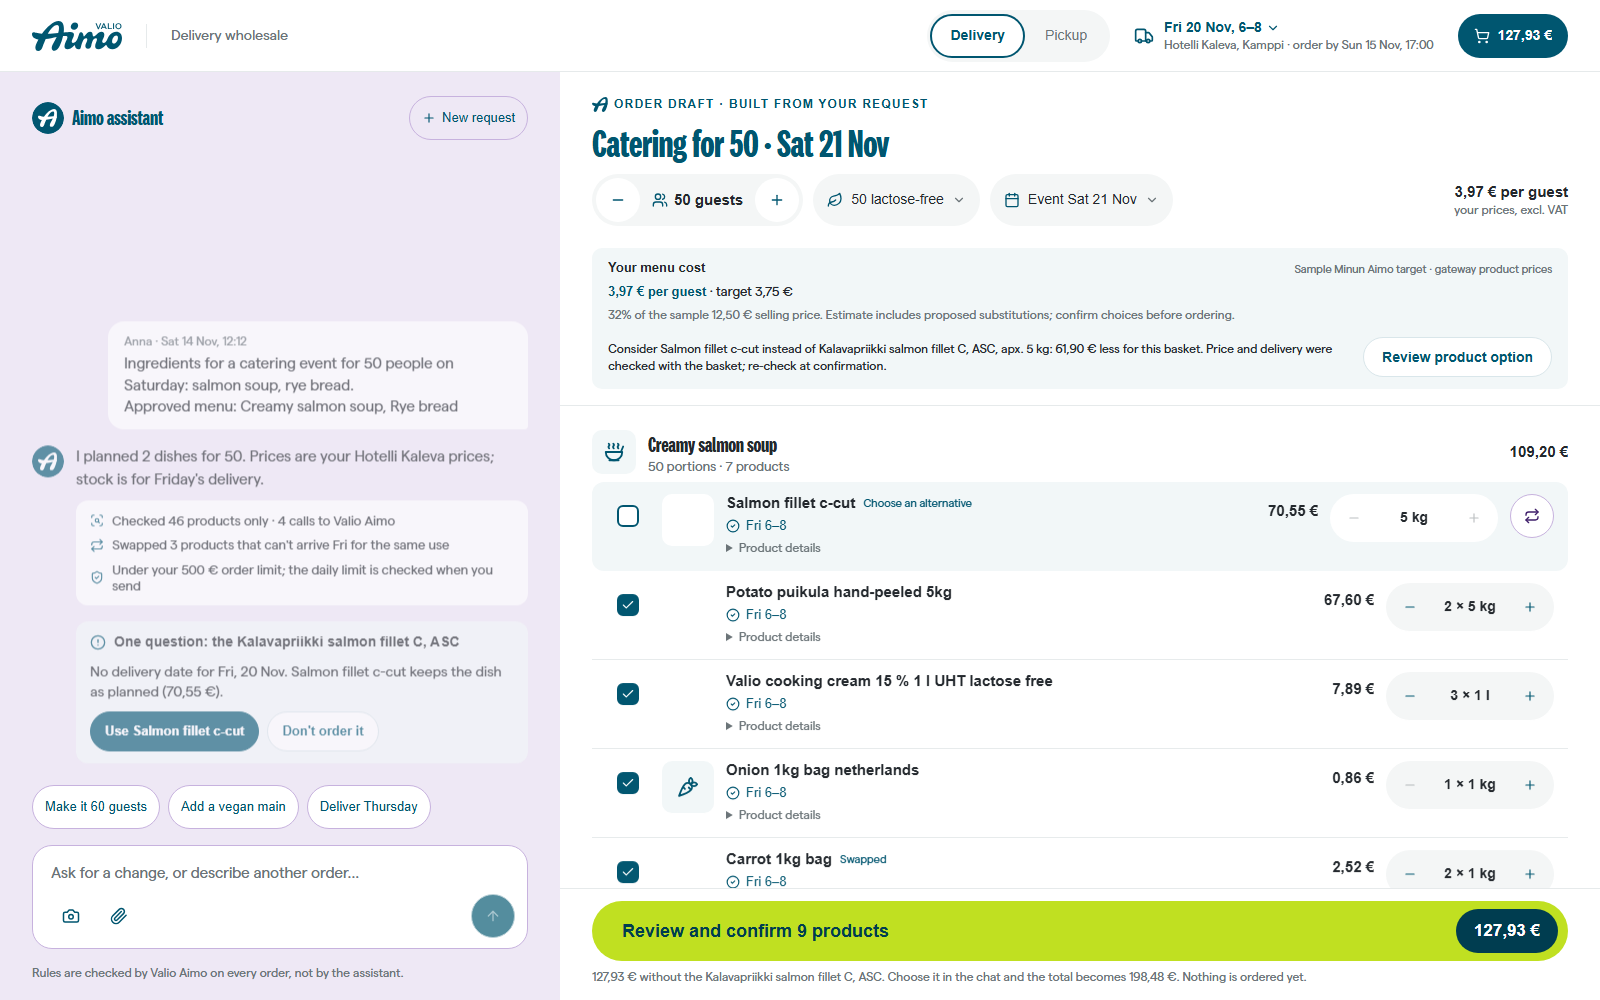 VALIO
Aimo
Delivery wholesale
Delivery
Pickup
Fri 20 Nov, 6–8
Hotelli Kaleva, Kamppi · order by Sun 15 Nov, 17:00
127,93 €
Aimo assistant
+ New request
Anna · Sat 14 Nov, 12:12
Ingredients for a catering event for 50 people on
Saturday: salmon soup, rye bread.
Approved menu: Creamy salmon soup, Rye bread
I planned 2 dishes for 50. Prices are your Hotelli Kaleva prices;
stock is for Friday's delivery.
Checked 46 products only · 4 calls to Valio Aimo
Swapped 3 products that can't arrive Fri for the same use
Under your 500 € order limit; the daily limit is checked when you
send
One question: the Kalavapriikki salmon fillet C, ASC
No delivery date for Fri, 20 Nov. Salmon fillet c-cut keeps the dish
as planned (70,55 €).
Use Salmon fillet c-cut
Don't order it
Make it 60 guests
Add a vegan main
Deliver Thursday
Ask for a change, or describe another order...
Rules are checked by Valio Aimo on every order, not by the assistant.
ORDER DRAFT · BUILT FROM YOUR REQUEST
Catering for 50 · Sat 21 Nov
− 50 guests +
50 lactose-free
Event Sat 21 Nov
3,97 € per guest
your prices, excl. VAT
Your menu cost
Sample Minun Aimo target · gateway product prices
3,97 € per guest · target 3,75 €
32% of the sample 12,50 € selling price. Estimate includes proposed substitutions; confirm choices before ordering.
Consider Salmon fillet c-cut instead of Kalavapriikki salmon fillet C, ASC, apx. 5 kg: 61,90 € less for this basket. Price and delivery were
checked with the basket; re-check at confirmation.
Review product option
Creamy salmon soup
50 portions · 7 products
109,20 €
Salmon fillet c-cut Choose an alternative
Fri 6–8
Product details
70,55 €
− 5 kg +
Potato puikula hand-peeled 5kg
Fri 6–8
Product details
67,60 €
− 2 × 5 kg +
Valio cooking cream 15 % 1 l UHT lactose free
Fri 6–8
Product details
7,89 €
− 3 × 1 l +
Onion 1kg bag netherlands
Fri 6–8
Product details
0,86 €
− 1 × 1 kg +
Carrot 1kg bag Swapped
Fri 6–8
2,52 €
− 2 × 1 kg +
Review and confirm 9 products
127,93 €
127,93 € without the Kalavapriikki salmon fillet C, ASC. Choose it in the chat and the total becomes 198,48 €. Nothing is ordered yet.